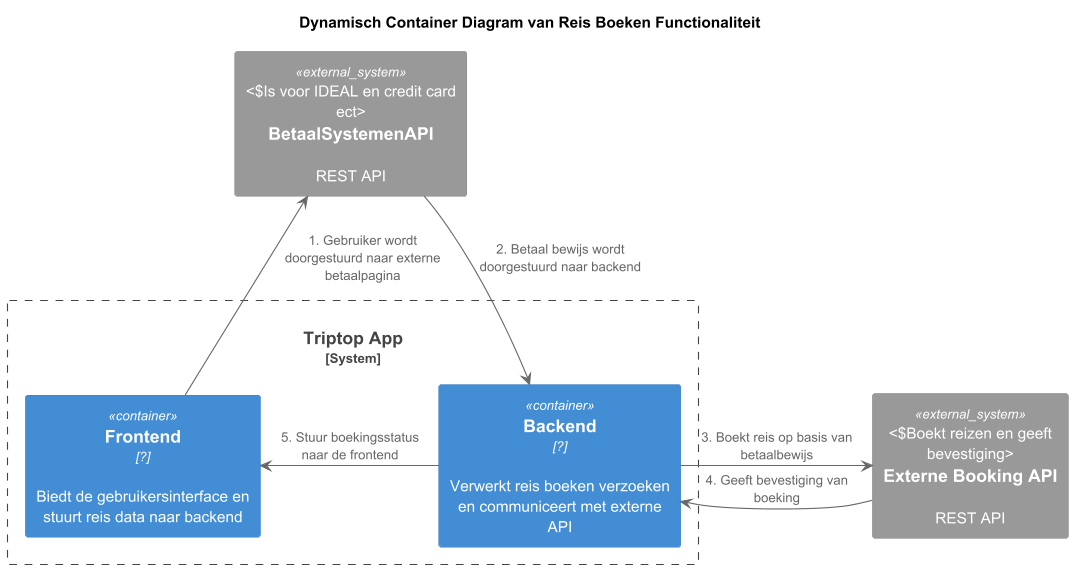 Dynamisch Container Diagram van Reis Boeken Functionaliteit
«external_system»
<$Is voor IDEAL en credit card
ect>
BetaalSystemenAPI
REST API
1. Gebruiker wordt
doorgestuurd naar externe
betaalpagina
2. Betaal bewijs wordt
doorgestuurd naar backend
Triptop App
[System]
«container»
Frontend
[?]
Biedt de gebruikersinterface en
stuurt reis data naar backend
5. Stuur boekingsstatus
naar de frontend
«container»
Backend
[?]
Verwerkt reis boeken verzoeken
en communiceert met externe
API
3. Boekt reis op basis van
betaalbewijs
4. Geeft bevestiging van
boeking
«external_system»
<$Boekt reizen en geeft
bevestiging>
Externe Booking API
REST API